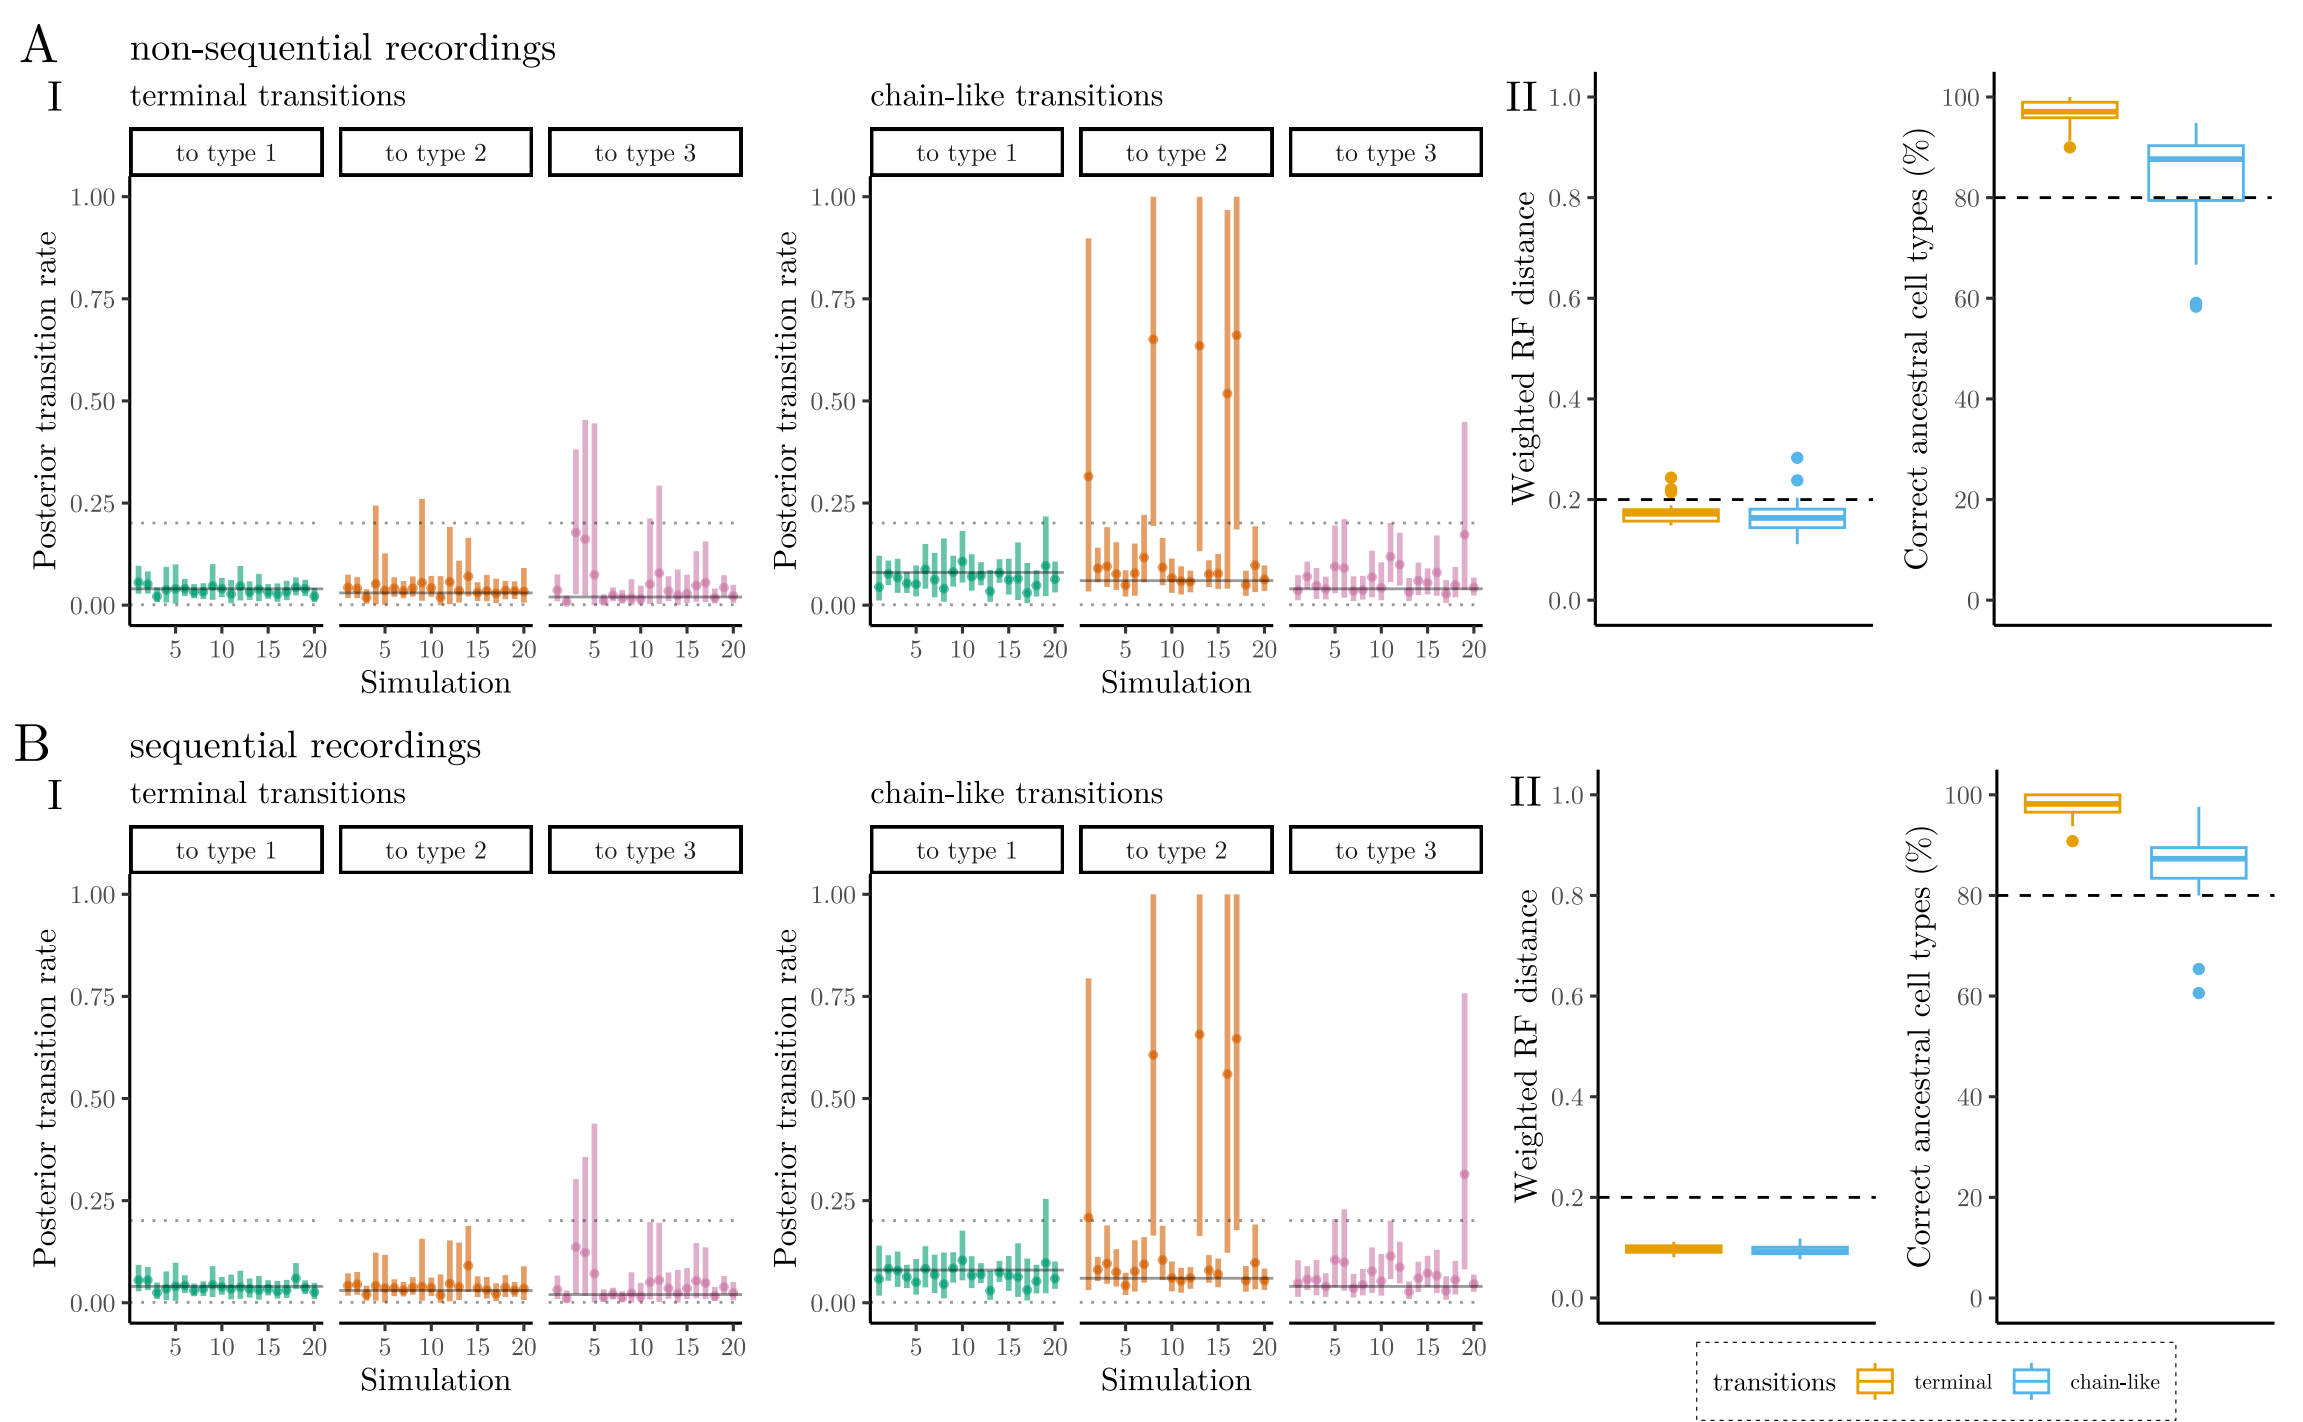 A
non-sequential recordings
I
terminal transitions
to type 1
to type 2
to type 3
Posterior transition rate
1.00
0.75
0.50
0.25
0.00
5 10 15 20
5 10 15 20
5 10 15 20
Simulation
chain-like transitions
to type 1
to type 2
to type 3
Posterior transition rate
1.00
0.75
0.50
0.25
0.00
5 10 15 20
5 10 15 20
5 10 15 20
Simulation
II
Weighted RF distance
1.0
0.8
0.6
0.4
0.2
0.0
Correct ancestral cell types (%)
100
80
60
40
20
0
B
sequential recordings
I
terminal transitions
to type 1
to type 2
to type 3
Posterior transition rate
1.00
0.75
0.50
0.25
0.00
5 10 15 20
5 10 15 20
5 10 15 20
Simulation
chain-like transitions
to type 1
to type 2
to type 3
Posterior transition rate
1.00
0.75
0.50
0.25
0.00
5 10 15 20
5 10 15 20
5 10 15 20
Simulation
II
Weighted RF distance
1.0
0.8
0.6
0.4
0.2
0.0
Correct ancestral cell types (%)
100
80
60
40
20
0
transitions terminal chain-like